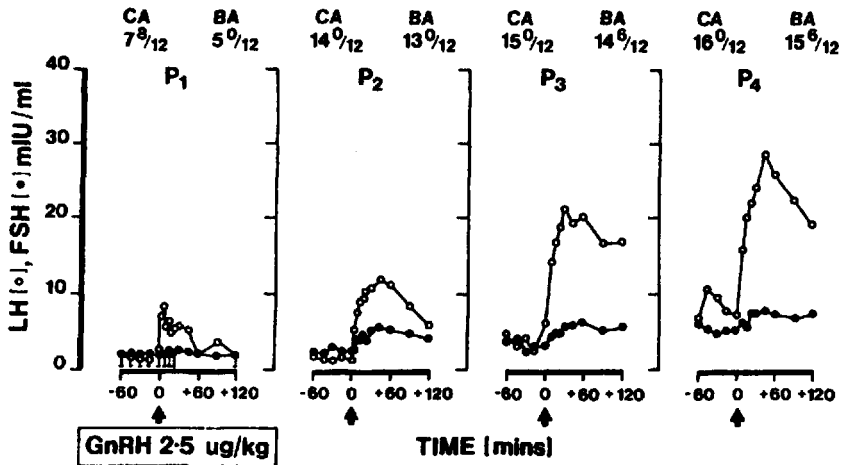 CA BA CA BA CA BA CA BA
7 8/12 5 0/12 14 0/12 13 0/12 15 0/12 14 6/12 16 0/12 15 6/12
P1 P2 P3 P4
LH [∘], FSH [•] mIU/ml
40
30
20
10
0
-60 0 +60 +120 -60 0 +60 +120 -60 0 +60 +120 -60 0 +60 +120
GnRH 2·5 ug/kg
TIME [mins]